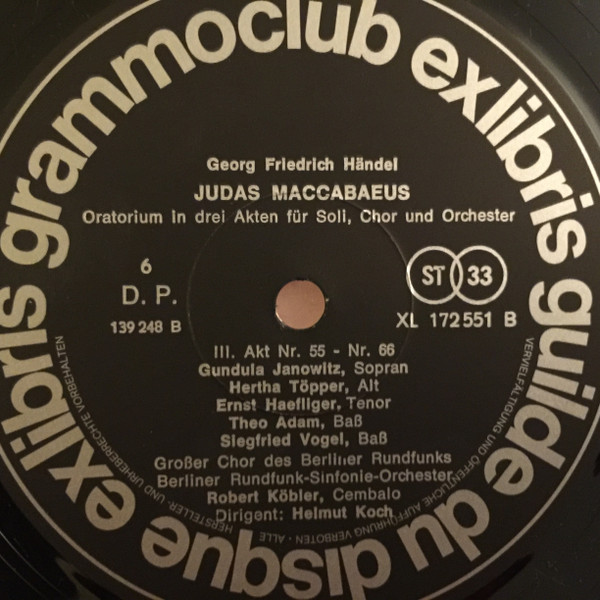 grammoclub exlibris guilde du disque exlibris
Georg Friedrich Händel
JUDAS MACCABAEUS
Oratorium in drei Akten für Soli, Chor und Orchester
6
D. P.
139 248 B
ST 33
XL 172 551 B
III. Akt Nr. 55 - Nr. 66
Gundula Janowitz, Sopran
Hertha Töpper, Alt
Ernst Haefliger, Tenor
Theo Adam, Baß
Siegfried Vogel, Baß
Großer Chor des Berliner Rundfunks
Berliner Rundfunk-Sinfonie-Orchester
Robert Köbler, Cembalo
Dirigent: Helmut Koch
ALLE HERSTELLER- UND URHEBERRECHTE VORBEHALTEN
VERVIELFÄLTIGUNG UND ÖFFENTLICHE AUFFÜHRUNG VERBOTEN